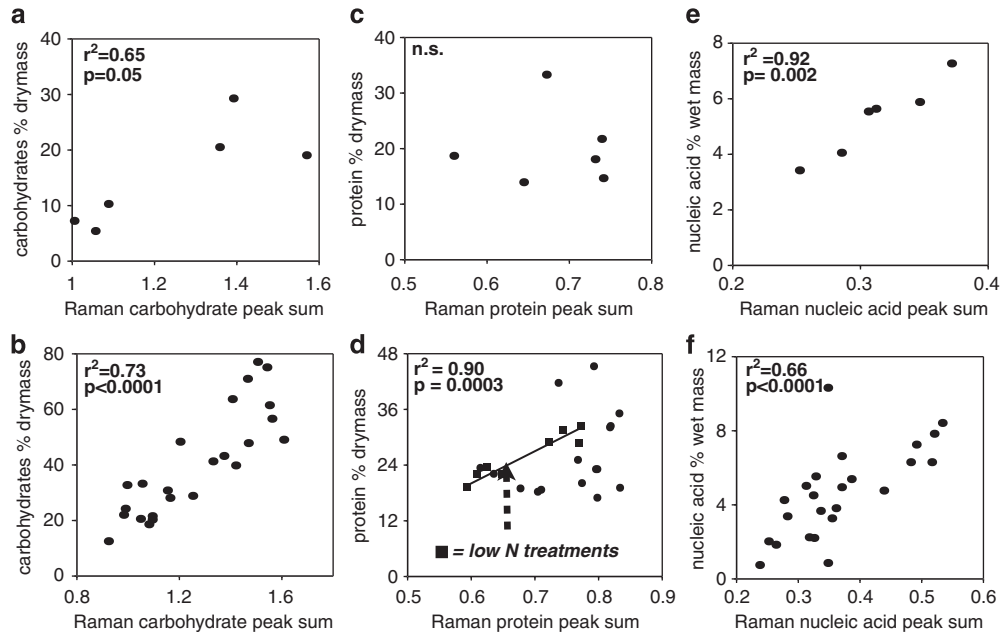 a
r²=0.65
p=0.05
carbohydrates % drymass
40
30
20
10
0
1
1.2
1.4
1.6
Raman carbohydrate peak sum
c
n.s.
protein % drymass
40
30
20
10
0
0.5
0.6
0.7
0.8
Raman protein peak sum
e
r² =0.92
p= 0.002
nucleic acid % wet mass
8
6
4
2
0
0.2
0.3
0.4
Raman nucleic acid peak sum
b
r²=0.73
p<0.0001
carbohydrates % drymass
80
60
40
20
0
0.8
1.2
1.6
Raman carbohydrate peak sum
d
r² = 0.90
p = 0.0003
protein % drymass
48
36
24
12
0
= low N treatments
0.5
0.6
0.7
0.8
0.9
Raman protein peak sum
f
r²=0.66
p<0.0001
nucleic acid % wet mass
12
8
4
0
0.2
0.3
0.4
0.5
0.6
Raman nucleic acid peak sum